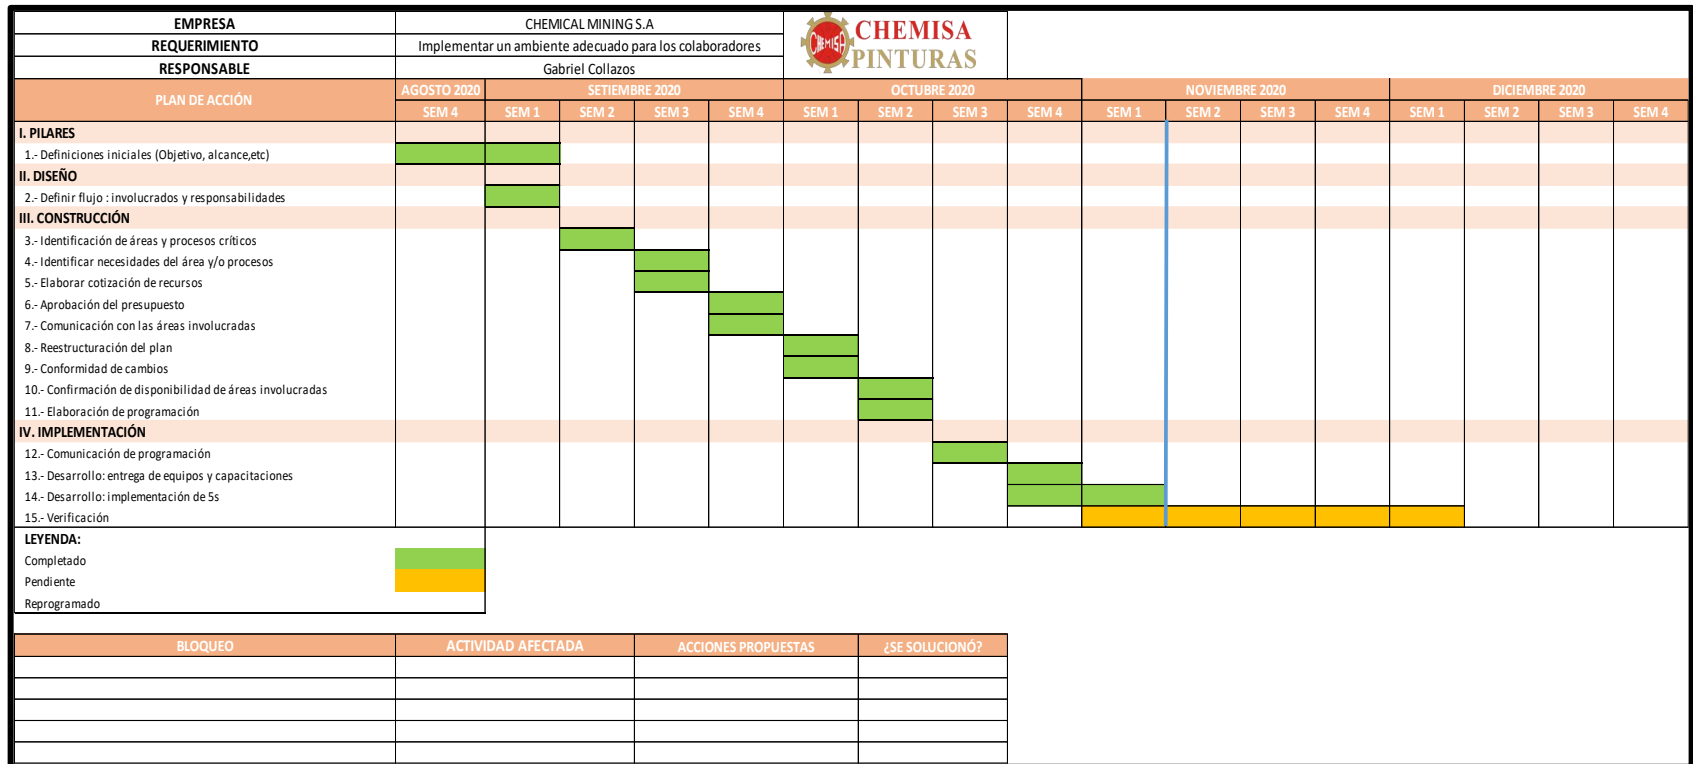 EMPRESA CHEMICAL MINING S.A
REQUERIMIENTO Implementar un ambiente adecuado para los colaboradores
RESPONSABLE Gabriel Collazos
CHEMISA
CHEMISA
PINTURAS
PLAN DE ACCIÓN AGOSTO 2020 SETIEMBRE 2020 OCTUBRE 2020 NOVIEMBRE 2020 DICIEMBRE 2020
SEM 4 SEM 1 SEM 2 SEM 3 SEM 4 SEM 1 SEM 2 SEM 3 SEM 4 SEM 1 SEM 2 SEM 3 SEM 4 SEM 1 SEM 2 SEM 3 SEM 4
I. PILARES
1.- Definiciones iniciales (Objetivo, alcance,etc)
II. DISEÑO
2.- Definir flujo : involucrados y responsabilidades
III. CONSTRUCCIÓN
3.- Identificación de áreas y procesos críticos
4.- Identificar necesidades del área y/o procesos
5.- Elaborar cotización de recursos
6.- Aprobación del presupuesto
7.- Comunicación con las áreas involucradas
8.- Reestructuración del plan
9.- Conformidad de cambios
10.- Confirmación de disponibilidad de áreas involucradas
11.- Elaboración de programación
IV. IMPLEMENTACIÓN
12.- Comunicación de programación
13.- Desarrollo: entrega de equipos y capacitaciones
14.- Desarrollo: implementación de 5s
15.- Verificación
LEYENDA:
Completado
Pendiente
Reprogramado
BLOQUEO ACTIVIDAD AFECTADA ACCIONES PROPUESTAS ¿SE SOLUCIONÓ?